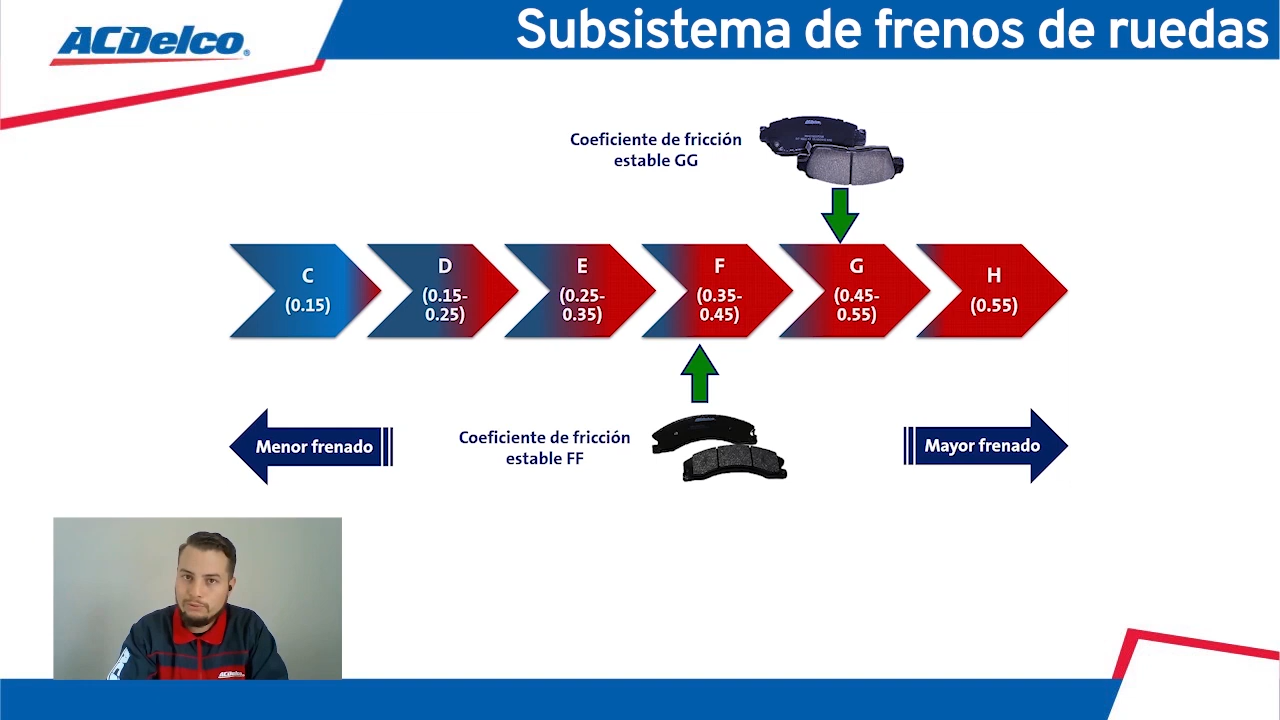 ACDelco
Subsistema de frenos de ruedas
Coeficiente de fricción
estable GG
ACDelco
C
(0.15)
D
(0.15-
0.25)
E
(0.25-
0.35)
F
(0.35-
0.45)
G
(0.45-
0.55)
H
(0.55)
Menor frenado
Coeficiente de fricción
estable FF
Mayor frenado
ACDelco